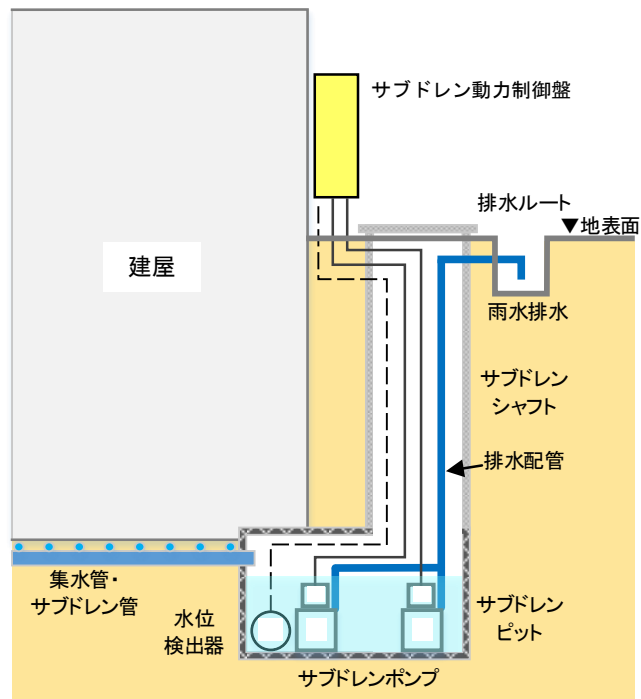 サブドレン動力制御盤
排水ルート
▼地表面
建屋
雨水排水
サブドレン
シャフト
排水配管
集水管・
サブドレン管
水位
検出器
サブドレン
ピット
サブドレンポンプ